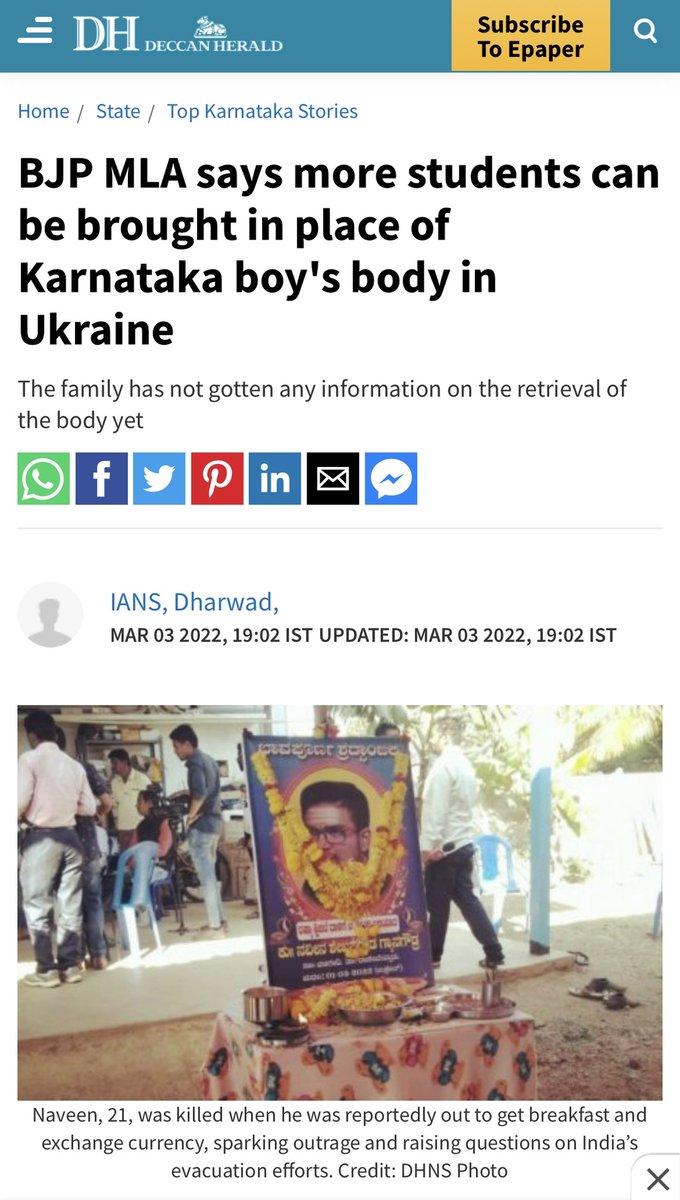 DH DECCAN HERALD
Subscribe
To Epaper
Home / State / Top Karnataka Stories
BJP MLA says more students can
be brought in place of
Karnataka boy's body in
Ukraine
The family has not gotten any information on the retrieval of
the body yet
IANS, Dharwad,
MAR 03 2022, 19:02 IST UPDATED: MAR 03 2022, 19:02 IST
ಭಾವಪೂರ್ಣ ಶ್ರದ್ಧಾಂಜಲಿ
Naveen, 21, was killed when he was reportedly out to get breakfast and
exchange currency, sparking outrage and raising questions on India’s
evacuation efforts. Credit: DHNS Photo